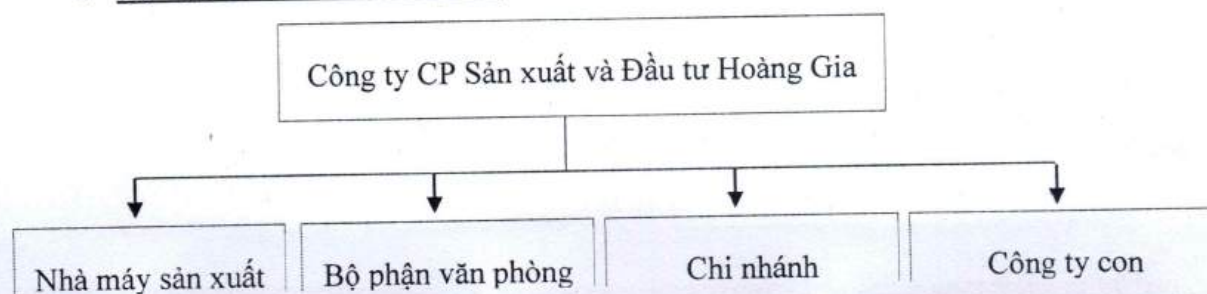 Công ty CP Sản xuất và Đầu tư Hoàng Gia
Nhà máy sản xuất
Bộ phận văn phòng
Chi nhánh
Công ty con